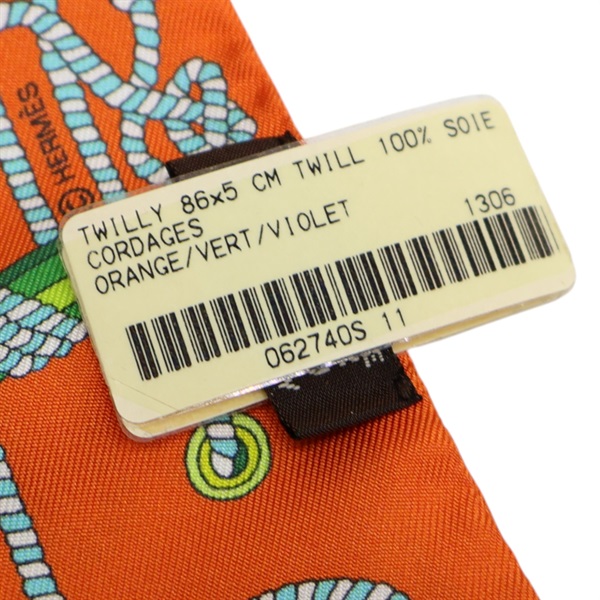 © HERMÈS
TWILLY 86x5 CM TWILL 100% SOIE
CORDAGES
ORANGE/VERT/VIOLET 1306
062740S 11